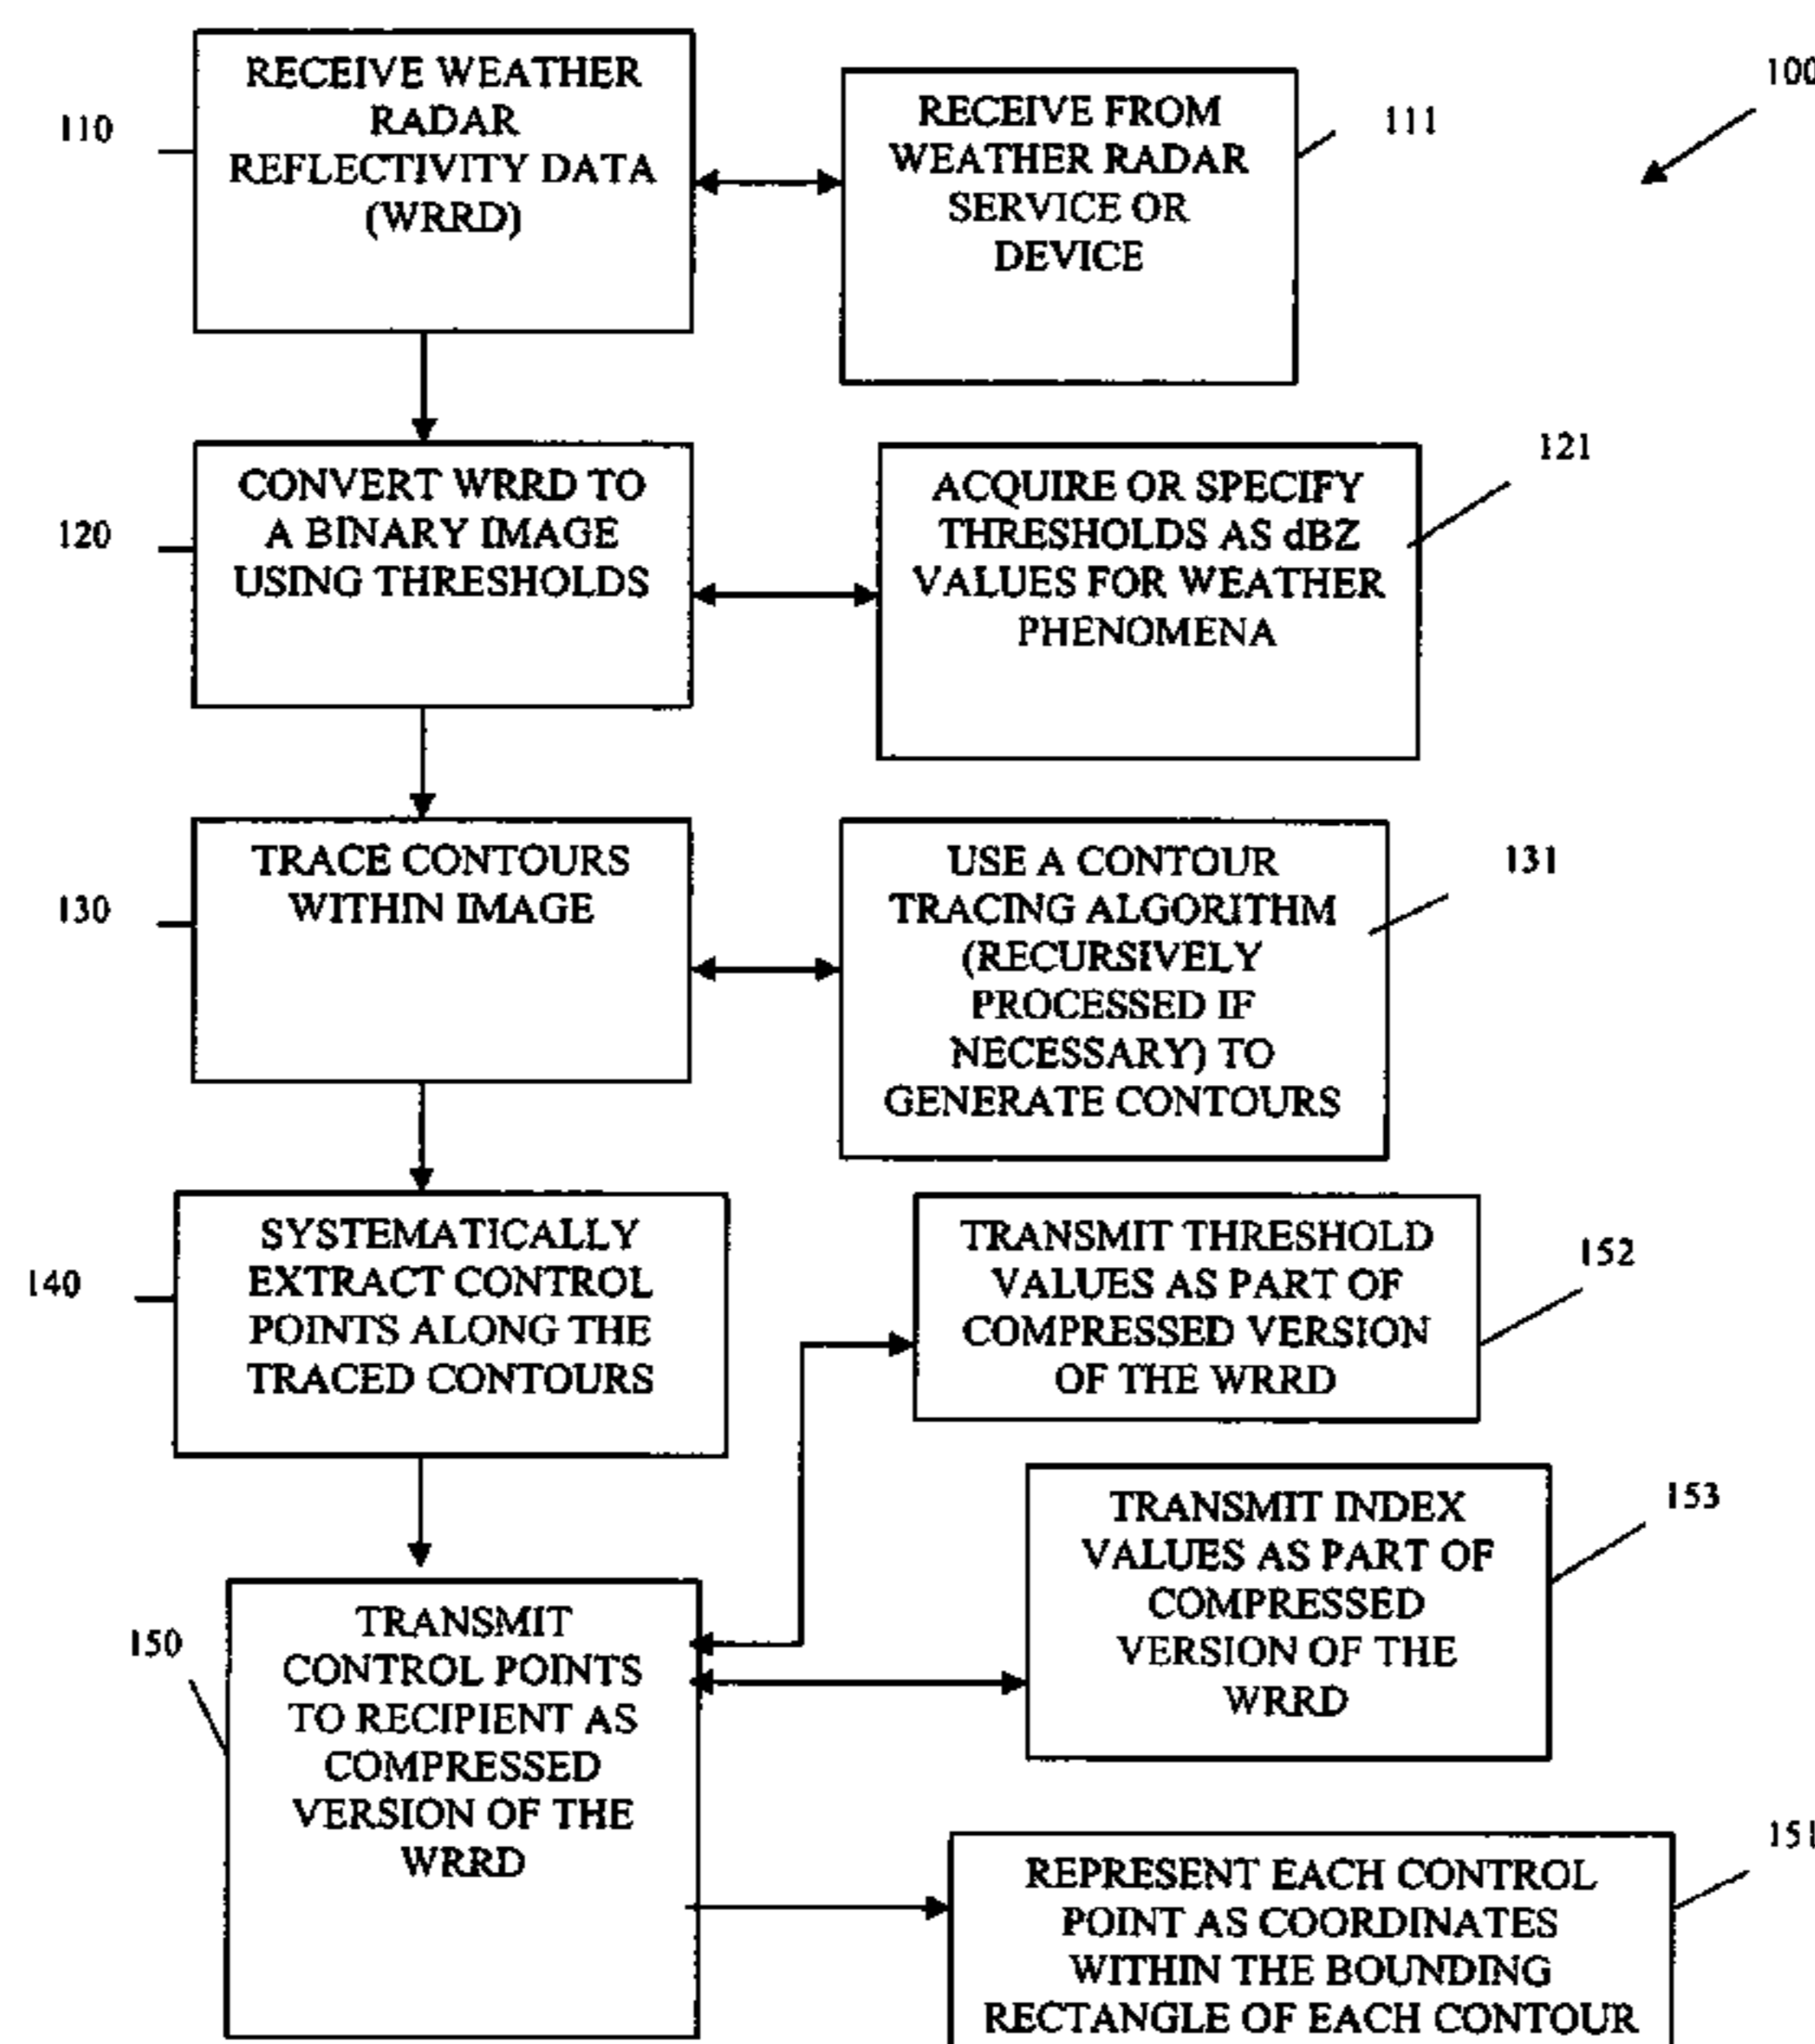 100
110
RECEIVE WEATHER
RADAR
REFLECTIVITY DATA
(WRRD)
RECEIVE FROM
WEATHER RADAR
SERVICE OR
DEVICE
111
120
CONVERT WRRD TO
A BINARY IMAGE
USING THRESHOLDS
ACQUIRE OR SPECIFY
THRESHOLDS AS dBZ
VALUES FOR WEATHER
PHENOMENA
121
130
TRACE CONTOURS
WITHIN IMAGE
USE A CONTOUR
TRACING ALGORITHM
(RECURSIVELY
PROCESSED IF
NECESSARY) TO
GENERATE CONTOURS
131
140
SYSTEMATICALLY
EXTRACT CONTROL
POINTS ALONG THE
TRACED CONTOURS
TRANSMIT THRESHOLD
VALUES AS PART OF
COMPRESSED VERSION
OF THE WRRD
152
TRANSMIT INDEX
VALUES AS PART OF
COMPRESSED
VERSION OF THE
WRRD
153
150
TRANSMIT
CONTROL POINTS
TO RECIPIENT AS
COMPRESSED
VERSION OF THE
WRRD
REPRESENT EACH CONTROL
POINT AS COORDINATES
WITHIN THE BOUNDING
RECTANGLE OF EACH CONTOUR
151